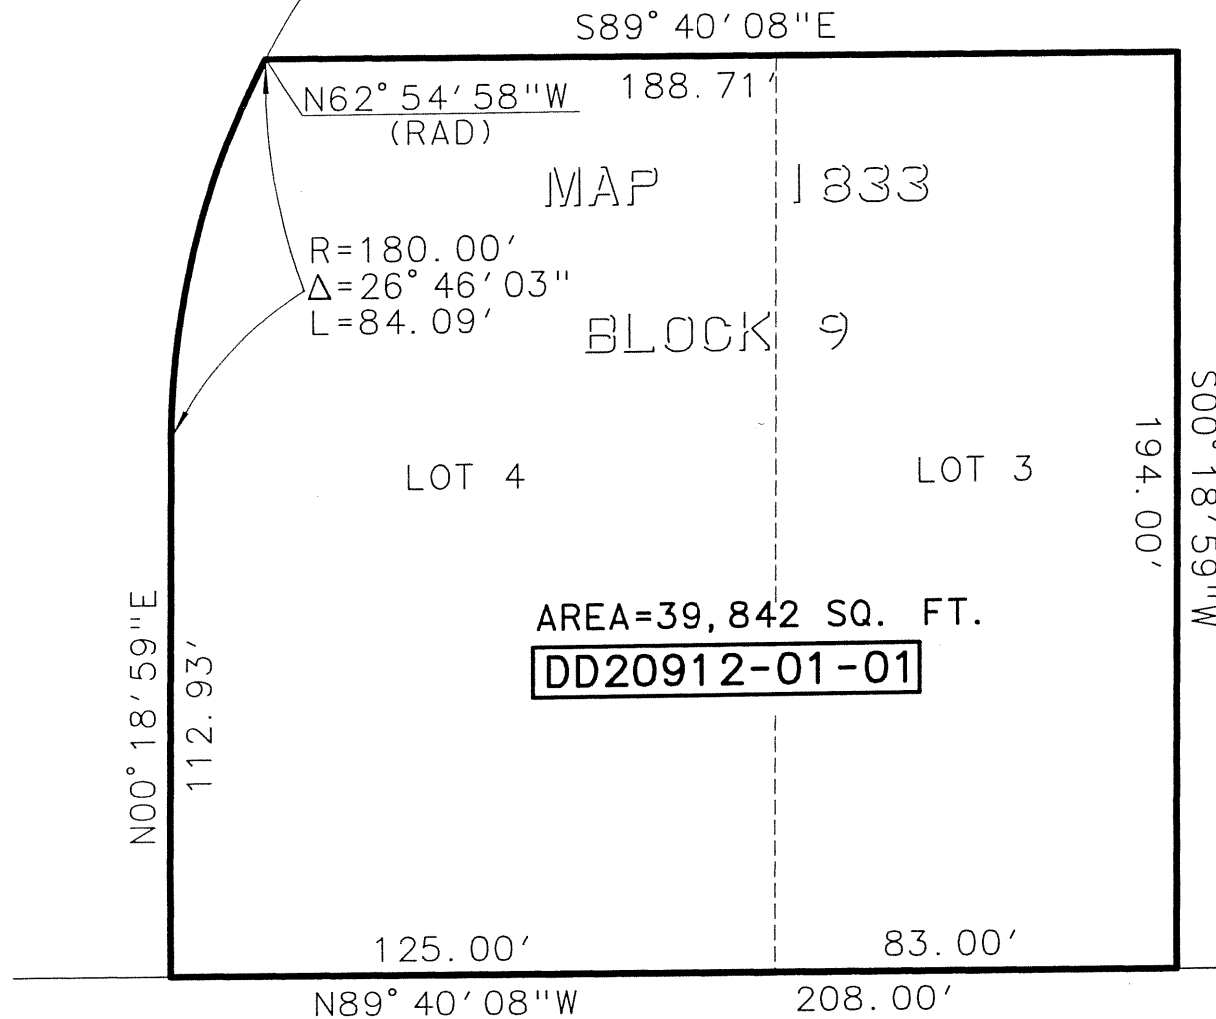 S89°40'08"E
188.71'
N62°54'58"W
(RAD)
MAP 1833
R=180.00'
Δ=26°46'03"
L=84.09'
BLOCK 9
LOT 4
LOT 3
S00°18'59"W
194.00'
AREA=39,842 SQ. FT.
DD20912-01-01
N00°18'59"E
112.93'
125.00'
83.00'
N89°40'08"W
208.00'